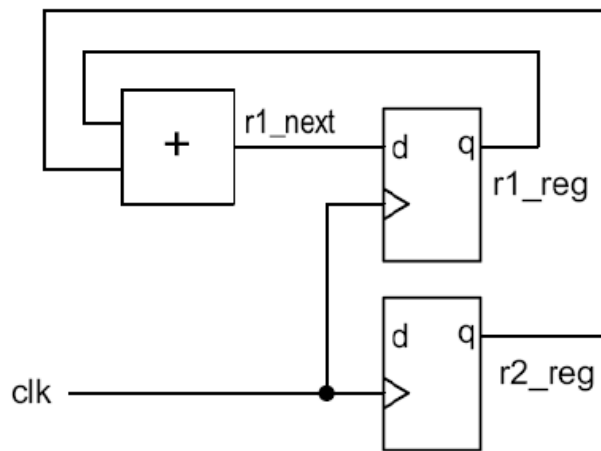 +
r1_next
d q
r1_reg
d q
r2_reg
clk